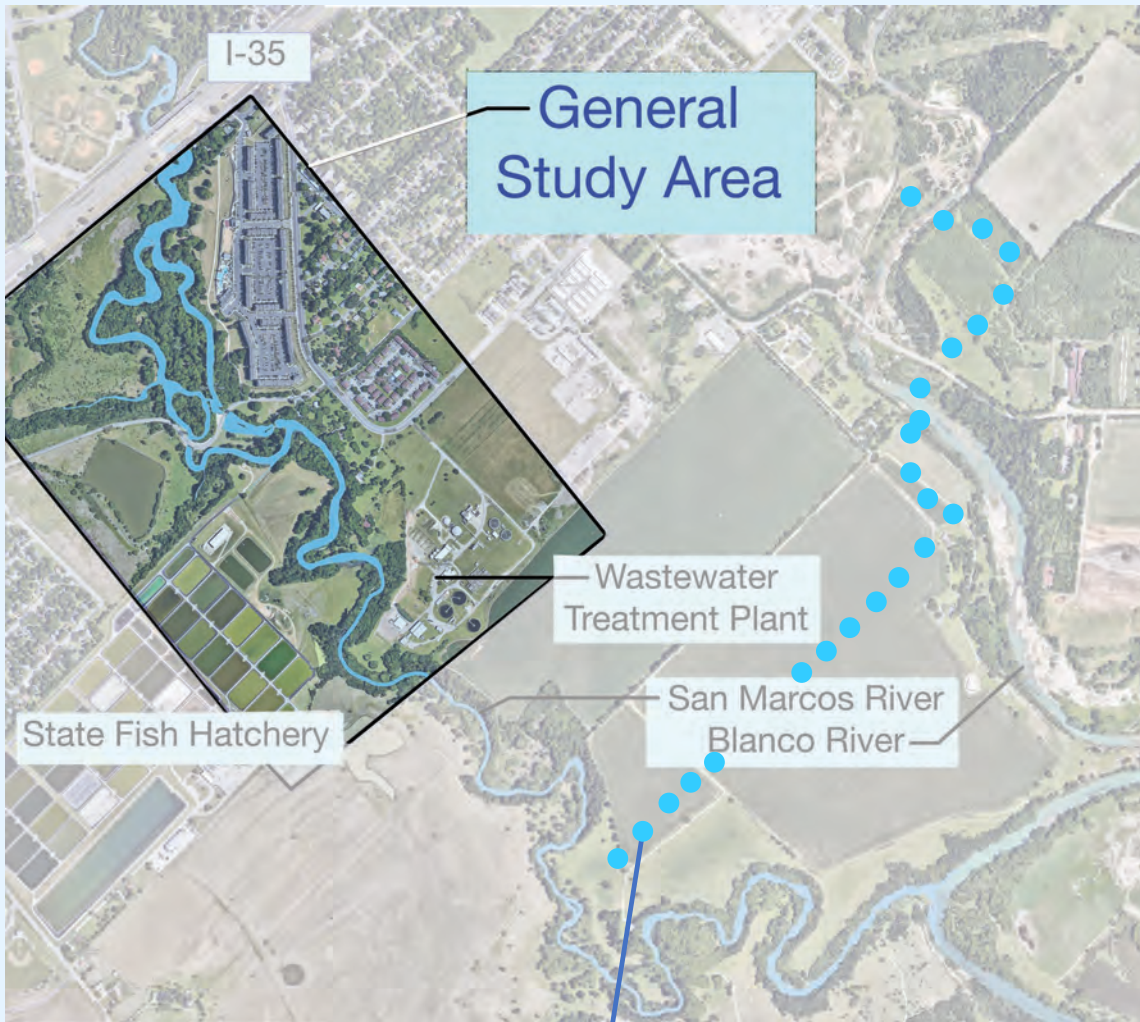 I-35
General
Study Area
Wastewater
Treatment Plant
San Marcos River
Blanco River
State Fish Hatchery